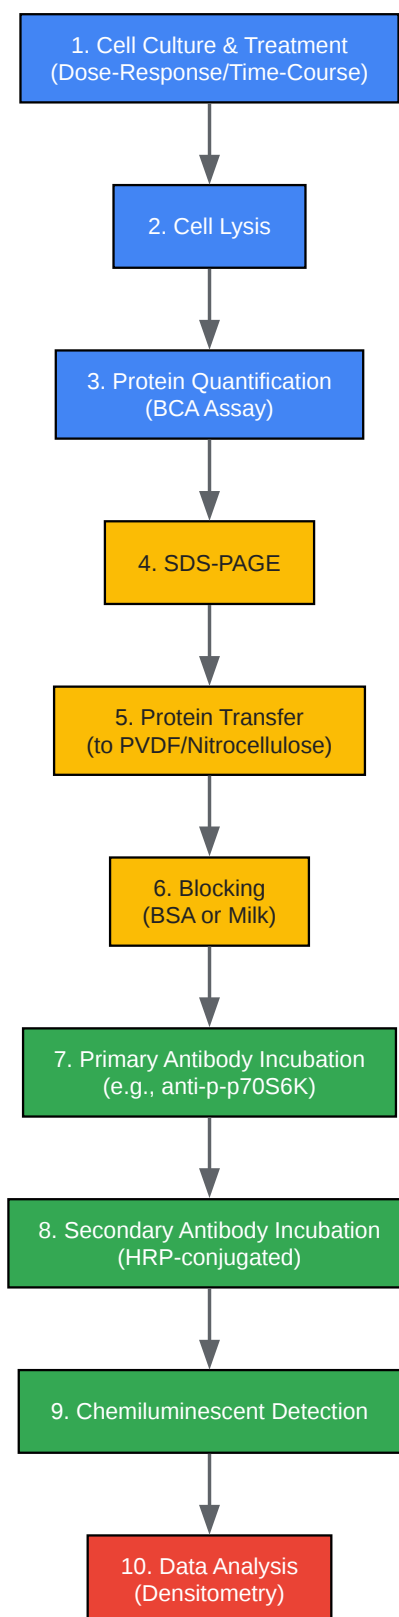 1. Cell Culture & Treatment
(Dose-Response/Time-Course)
2. Cell Lysis
3. Protein Quantification
(BCA Assay)
4. SDS-PAGE
5. Protein Transfer
(to PVDF/Nitrocellulose)
6. Blocking
(BSA or Milk)
7. Primary Antibody Incubation
(e.g., anti-p-p70S6K)
8. Secondary Antibody Incubation
(HRP-conjugated)
9. Chemiluminescent Detection
10. Data Analysis
(Densitometry)